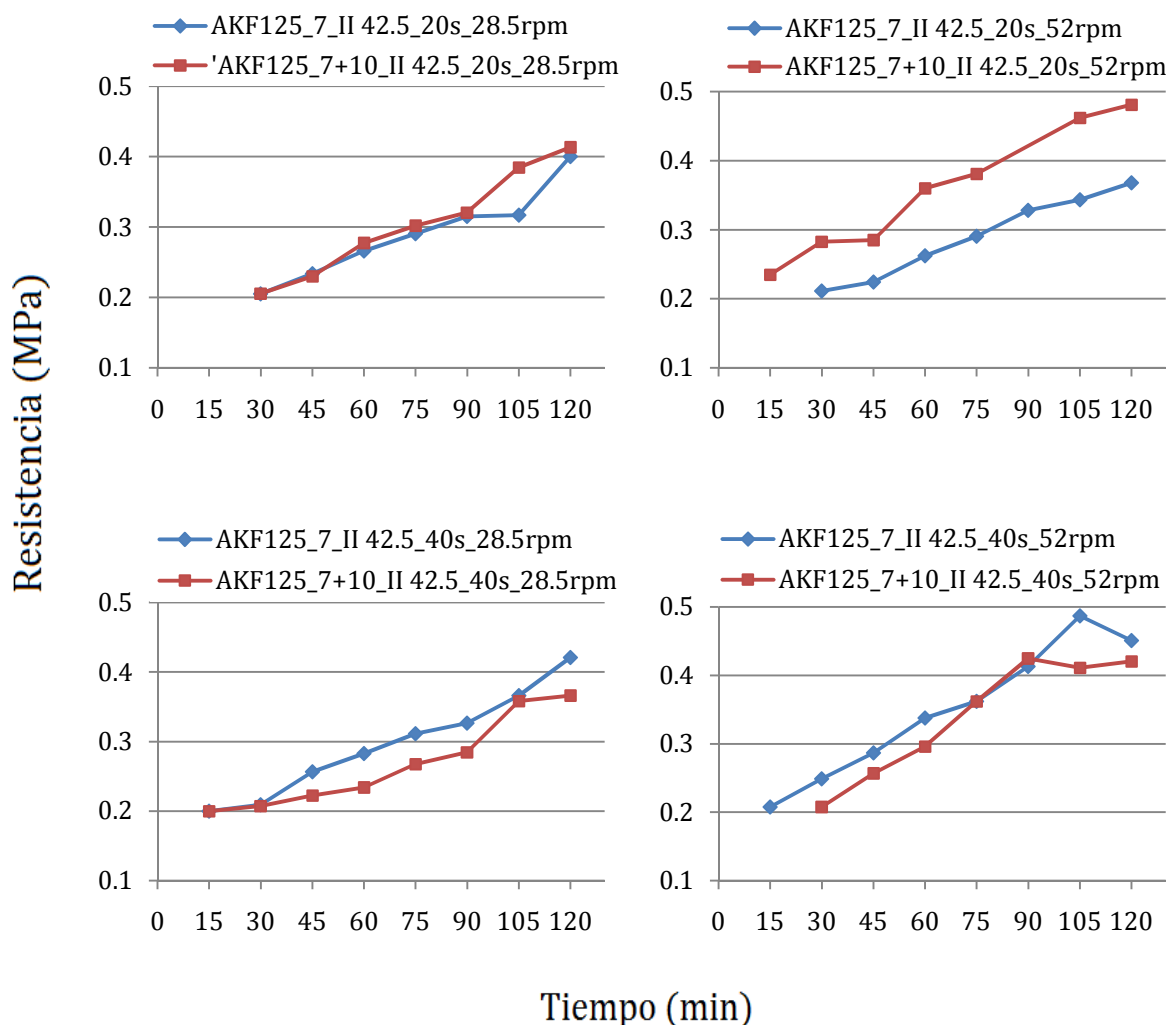 AKF125_7_II 42.5_20s_28.5rpm
'AKF125_7+10_II 42.5_20s_28.5rpm
0.5
0.4
0.3
0.2
0.1
0 15 30 45 60 75 90 105 120
AKF125_7_II 42.5_20s_52rpm
AKF125_7+10_II 42.5_20s_52rpm
0.5
0.4
0.3
0.2
0.1
0 15 30 45 60 75 90 105 120
Resistencia (MPa)
AKF125_7_II 42.5_40s_28.5rpm
AKF125_7+10_II 42.5_40s_28.5rpm
0.5
0.4
0.3
0.2
0.1
0 15 30 45 60 75 90 105 120
AKF125_7_II 42.5_40s_52rpm
AKF125_7+10_II 42.5_40s_52rpm
0.5
0.4
0.3
0.2
0.1
0 15 30 45 60 75 90 105 120
Tiempo (min)